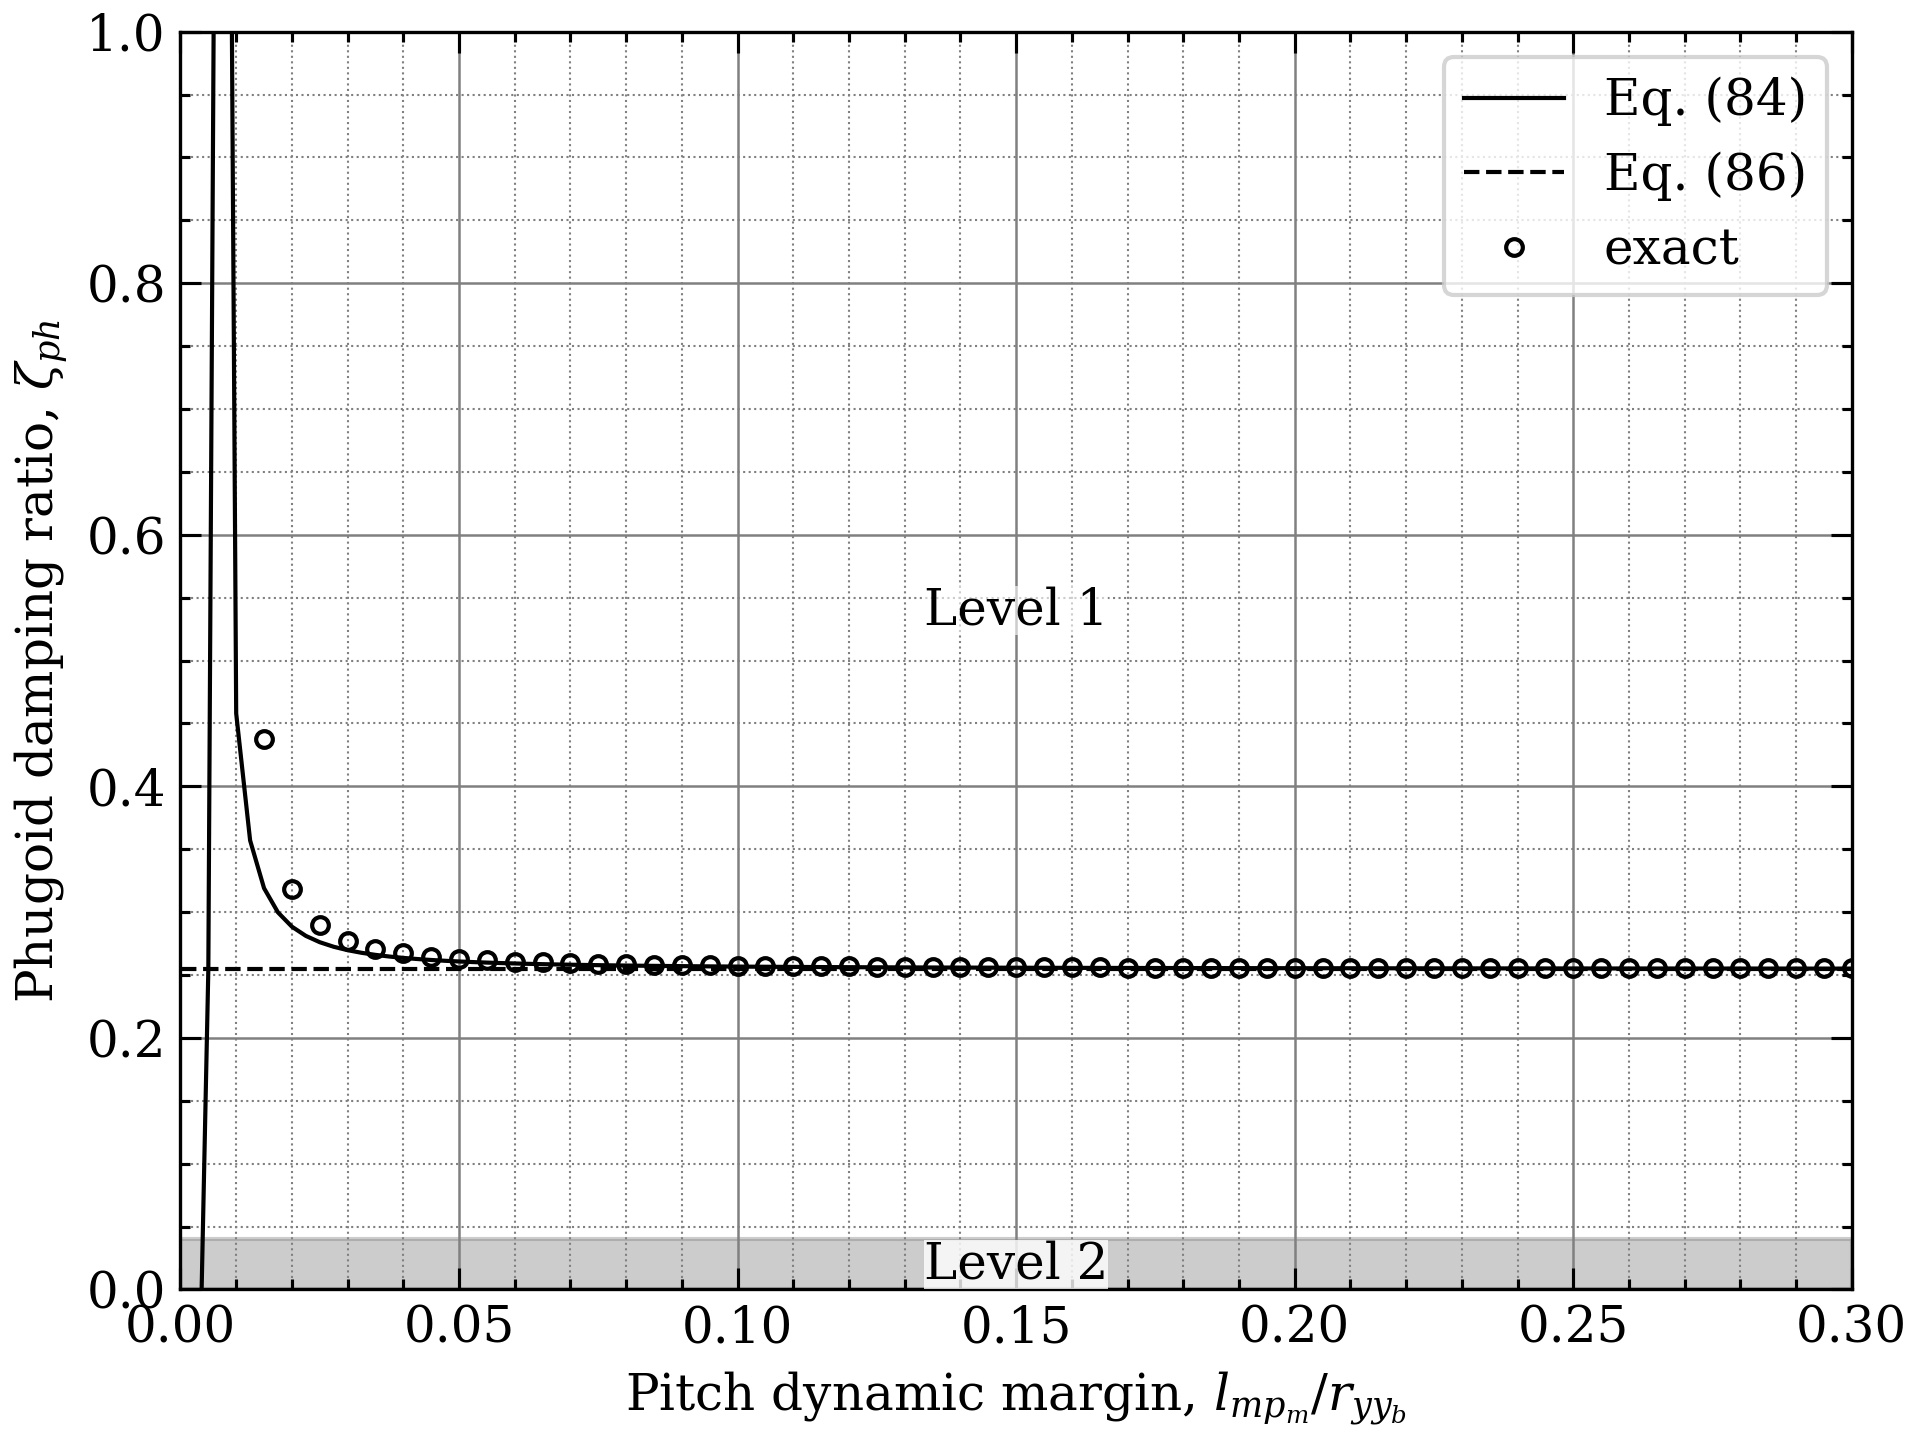 1.0
0.8
0.6
0.4
0.2
0.0
Phugoid damping ratio, ζph
Eq. (84)
Eq. (86)
exact
Level 1
Level 2
0.00 0.05 0.10 0.15 0.20 0.25 0.30
Pitch dynamic margin, lmpm/ryyb